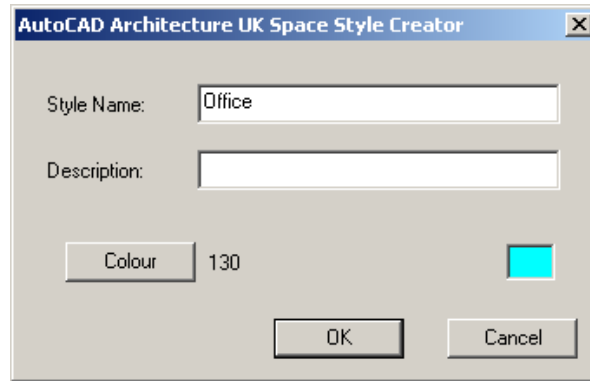 AutoCAD Architecture UK Space Style Creator
Style Name: Office
Description:
Colour 130
OK Cancel